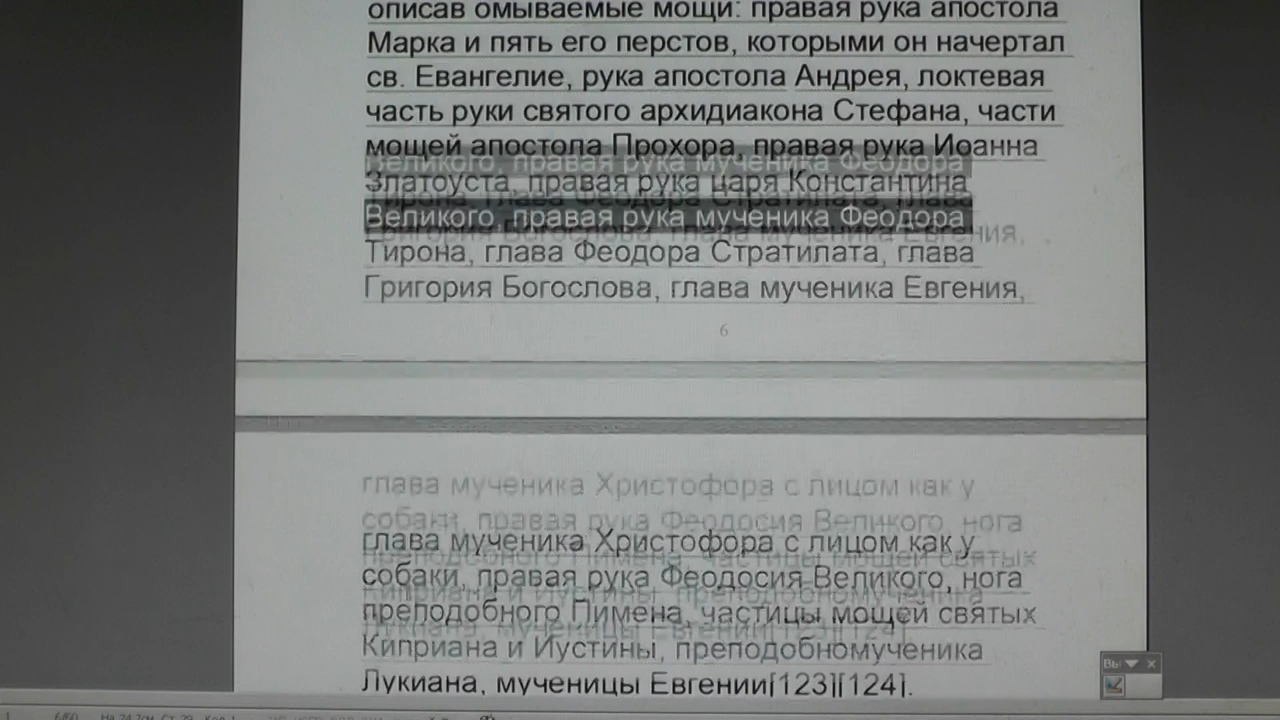 описав омываемые мощи: правая рука апостола
Марка и пять его перстов, которыми он начертал
св. Евангелие, рука апостола Андрея, локтевая
часть руки святого архидиакона Стефана, части
мощей апостола Прохора, правая рука Иоанна
Златоуста, правая рука царя Константина
Великого, правая рука мученика Феодора
Тирона, глава Феодора Стратилата, глава
Григория Богослова, глава мученика Евгения,
6
глава мученика Христофора с лицом как у
собаки, правая рука Феодосия Великого, нога
преподобного Пимена, частицы мощей святых
Киприана и Иустины, преподобномученика
Лукиана, мученицы Евгении[123][124].
Вы